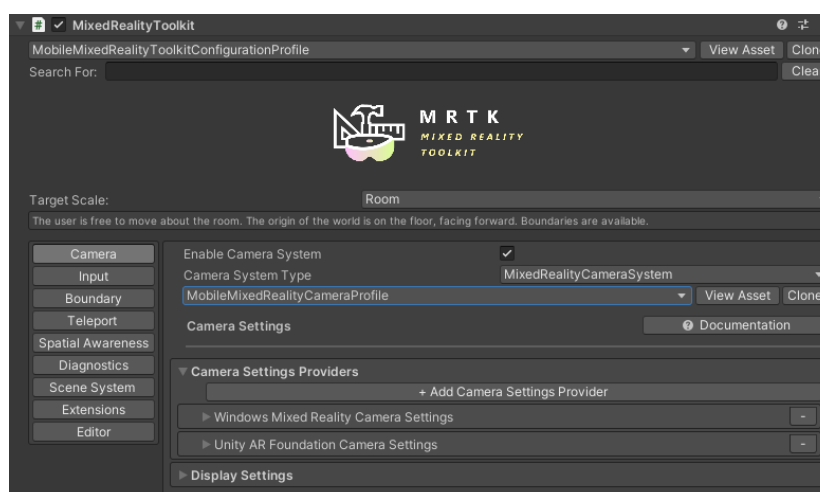 MixedRealityToolkit
MobileMixedRealityToolkitConfigurationProfile View Asset Clon
Search For: Clea
MRTK
MIXED REALITY
TOOLKIT
Target Scale: Room
The user is free to move about the room. The origin of the world is on the floor, facing forward. Boundaries are available.
Camera
Input
Boundary
Teleport
Spatial Awareness
Diagnostics
Scene System
Extensions
Editor
Enable Camera System
Camera System Type MixedRealityCameraSystem
MobileMixedRealityCameraProfile View Asset Clone
Camera Settings Documentation
Camera Settings Providers
+ Add Camera Settings Provider
Windows Mixed Reality Camera Settings -
Unity AR Foundation Camera Settings -
Display Settings